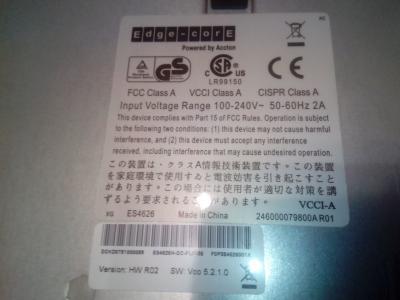 AC
Edge-corE
Powered by Accton
GS
CSA US
LR99150
FCC Class A VCCI Class A CISPR Class A
Input Voltage Range 100-240V~ 50-60Hz 2A
This device complies with Part 15 of FCC Rules. Operation is subject
to the following two conditions: (1) this device may not cause harmful
interference, and (2) this device must accept any interference
received, including interference that may cause undesired operation.
この装置は、クラスA情報技術装置です。この装置
を家庭環境で使用すると電波妨害を引き起こすことが
あります。この場合には使用者が適切な対策を講
ずるよう要求されることがあります。 VCCI-A
ES4626 Made in China 246000079800A R01
Version: HW R02 SW: Voo 5.2.1.0